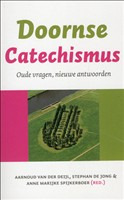 Doornse
Catechismus
Oude vragen, nieuwe antwoorden
AARNOUD VAN DER DEIJL, STEPHAN DE JONG &
ANNE MARIJKE SPIJKERBOER (RED.)